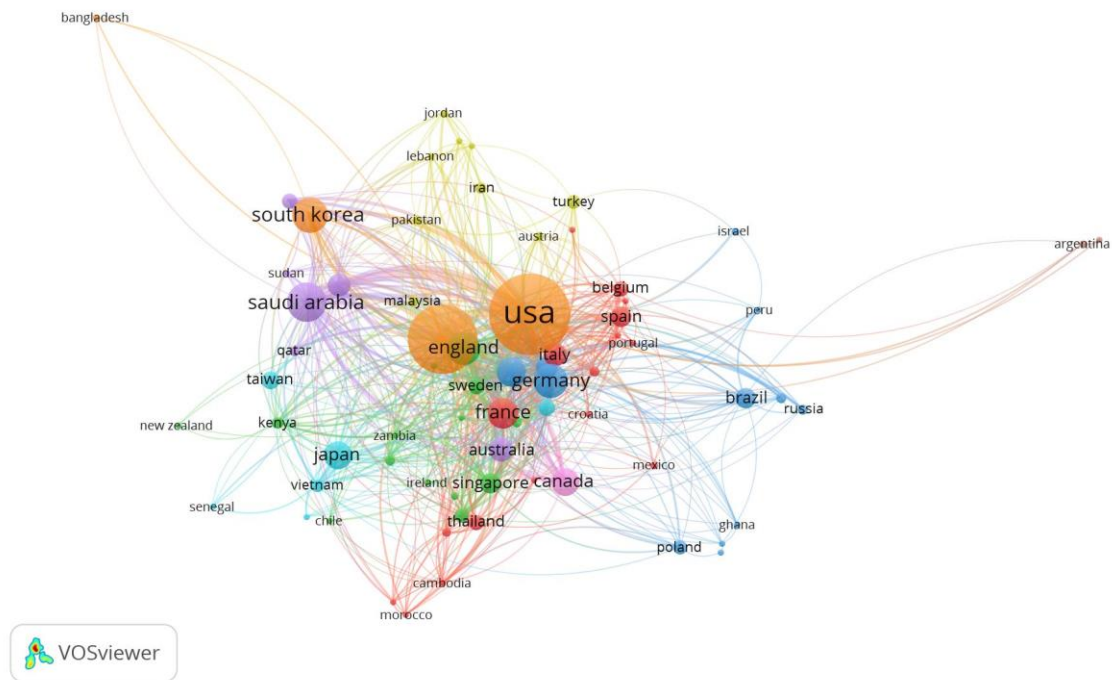 bangladesh
jordan
lebanon
iran
turkey
south korea
pakistan
austria
israel
argentina
sudan
belgium
saudi arabia
malaysia
usa
spain
peru
portugal
england
italy
qatar
taiwan
sweden
germany
brazil
russia
france
croatia
new zealand
kenya
zambia
australia
japan
mexico
vietnam
ireland
singapore
canada
senegal
chile
thailand
ghana
poland
cambodia
morocco
VOSviewer